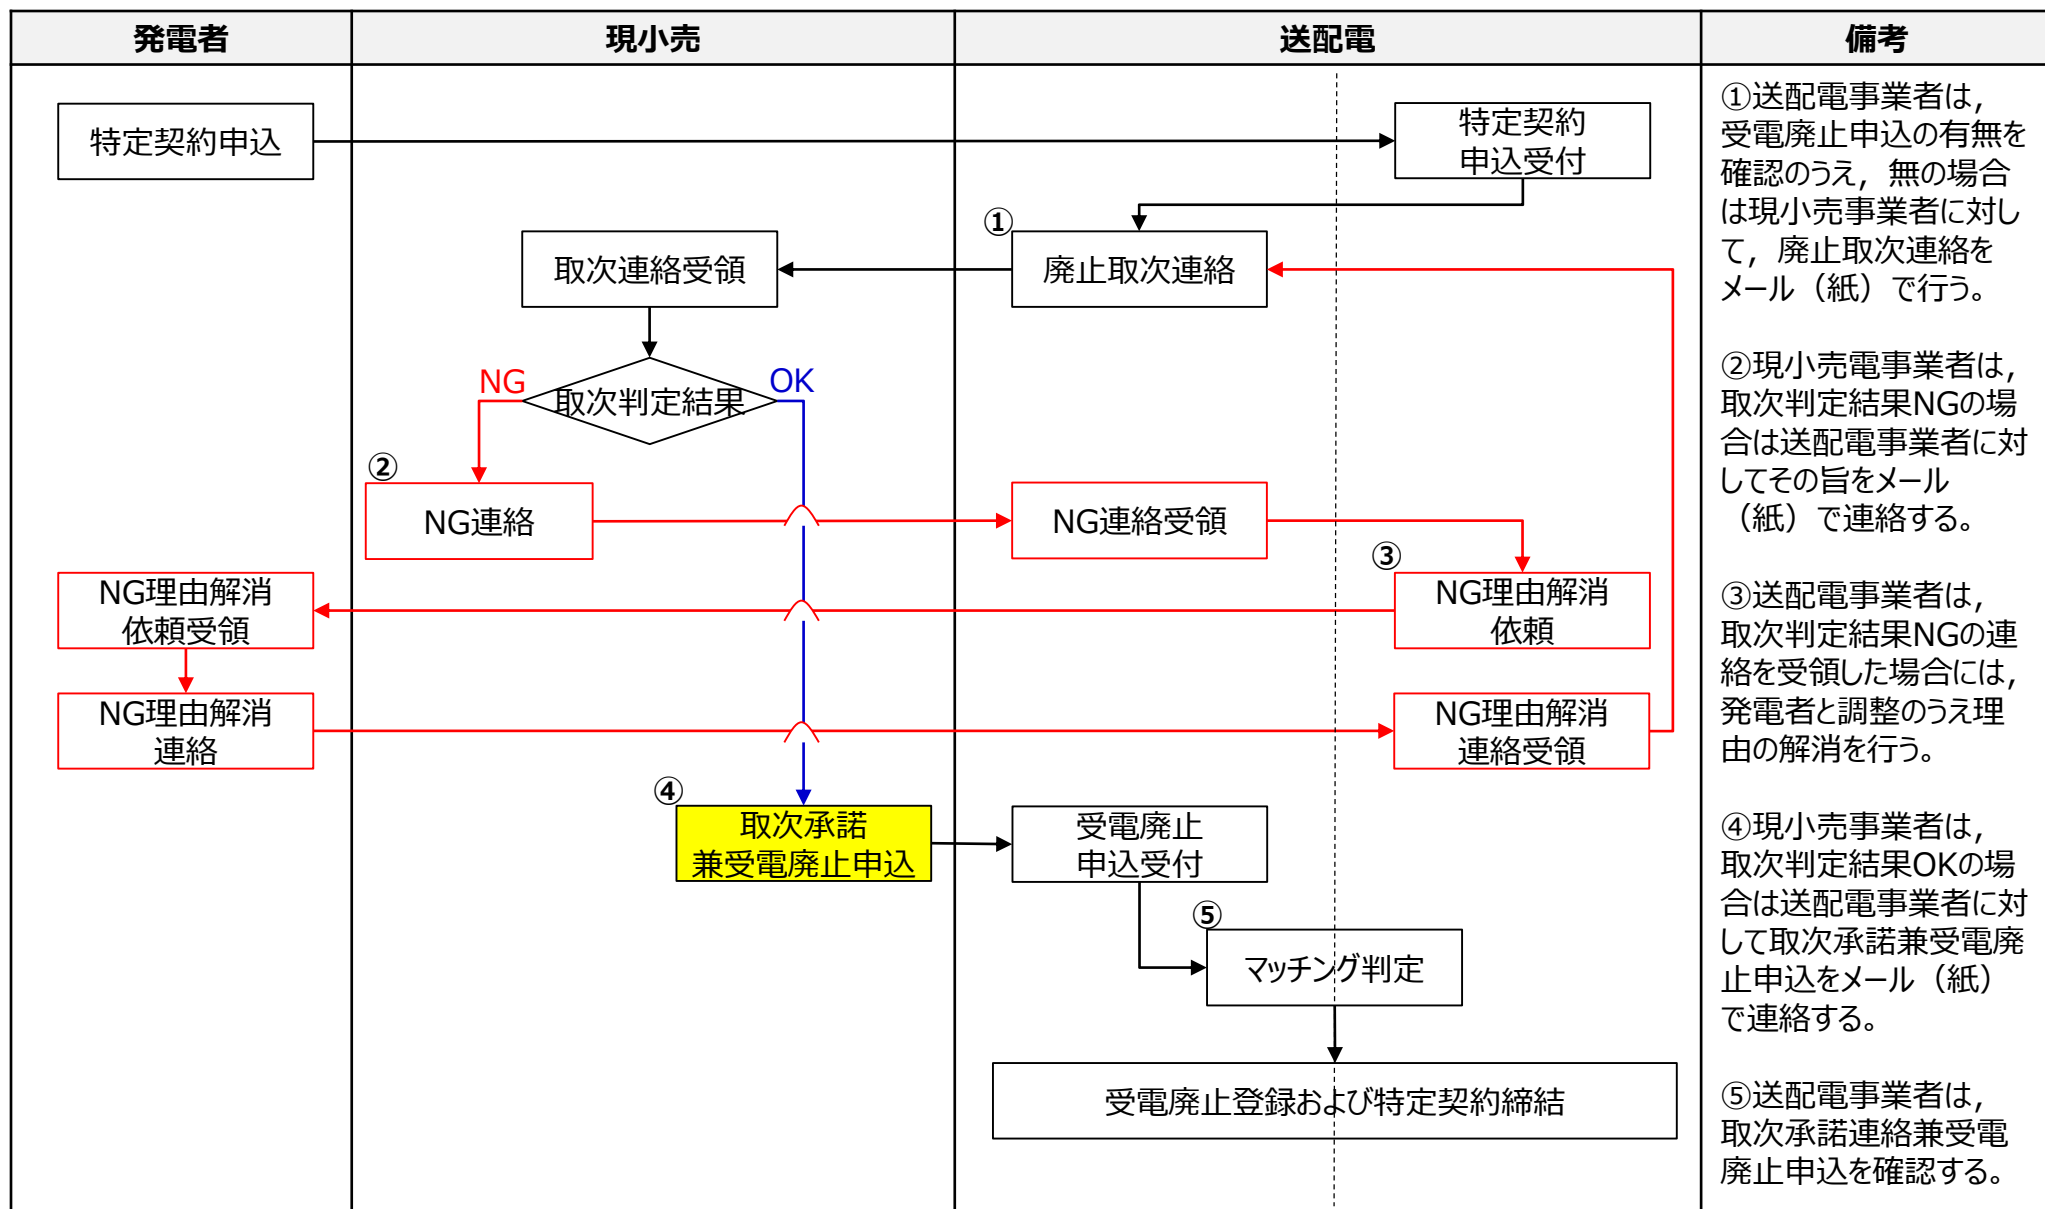 発電者
現小売
送配電
備考
特定契約申込
特定契約
申込受付
①
廃止取次連絡
取次連絡受領
取次判定結果
NG
OK
②
NG連絡
NG連絡受領
③
NG理由解消
依頼
NG理由解消
依頼受領
NG理由解消
連絡
NG理由解消
連絡受領
④
取次承諾
兼受電廃止申込
受電廃止
申込受付
⑤
マッチング判定
受電廃止登録および特定契約締結
①送配電事業者は，
受電廃止申込の有無を
確認のうえ，無の場合
は現小売事業者に対し
て，廃止取次連絡を
メール（紙）で行う。
②現小売電事業者は，
取次判定結果NGの場
合は送配電事業者に対
してその旨をメール
（紙）で連絡する。
③送配電事業者は，
取次判定結果NGの連
絡を受領した場合には，
発電者と調整のうえ理
由の解消を行う。
④現小売事業者は，
取次判定結果OKの場
合は送配電事業者に対
して取次承諾兼受電廃
止申込をメール（紙）
で連絡する。
⑤送配電事業者は，
取次承諾連絡兼受電
廃止申込を確認する。